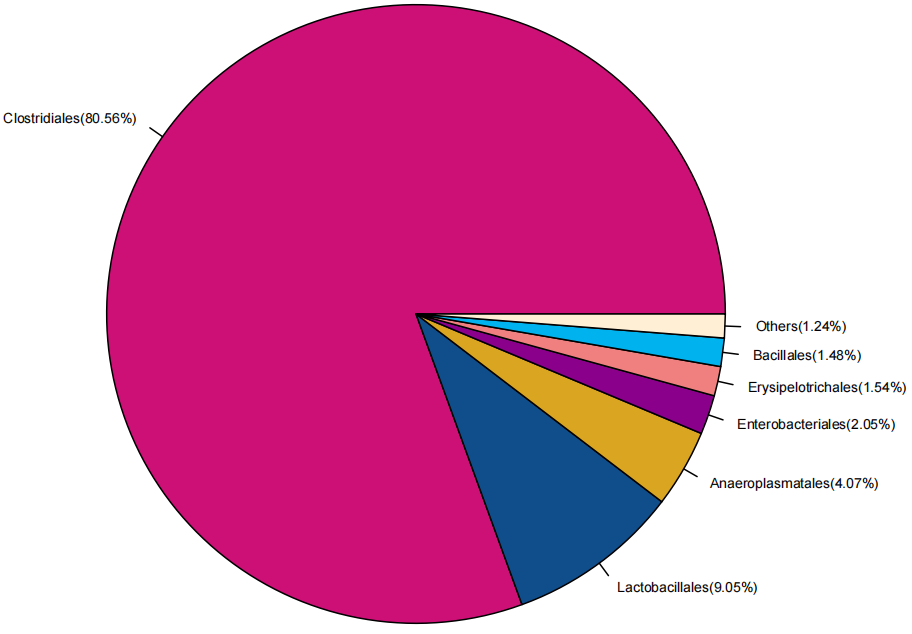 Clostridiales(80.56%)
Others(1.24%)
Bacillales(1.48%)
Erysipelotrichales(1.54%)
Enterobacteriales(2.05%)
Anaeroplasmatales(4.07%)
Lactobacillales(9.05%)